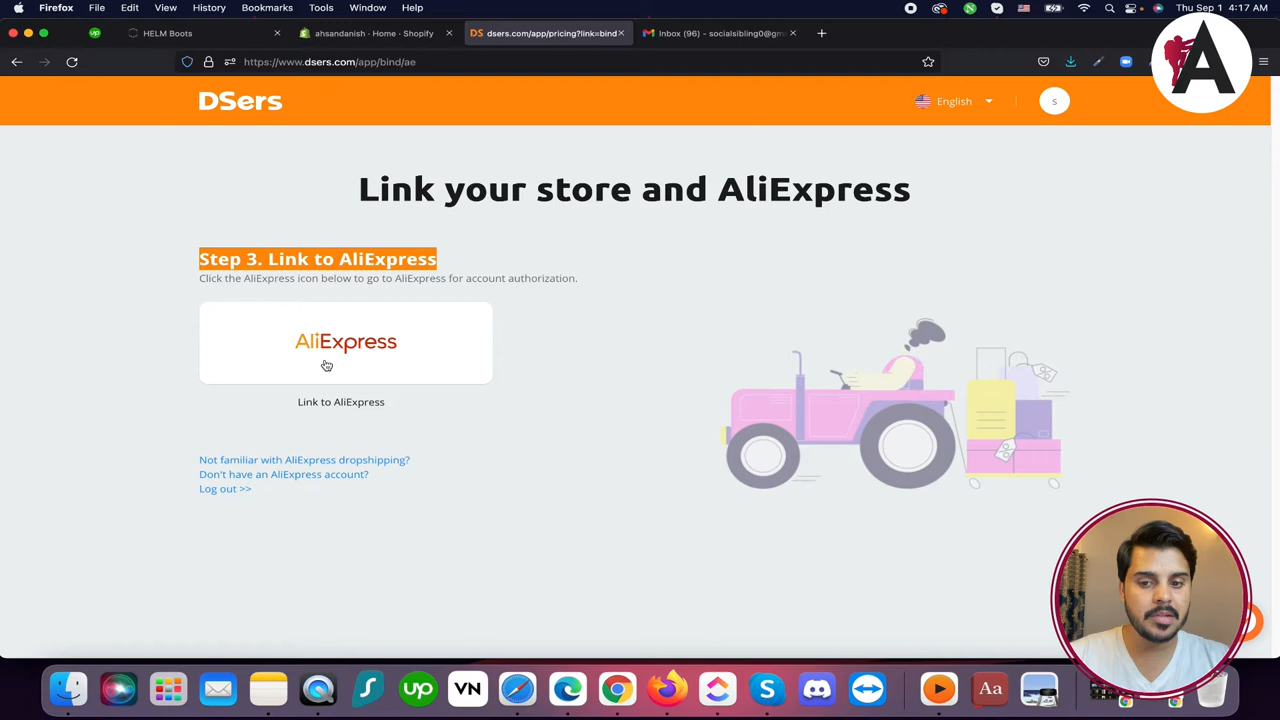 Firefox File Edit View History Bookmarks Tools Window Help Thu Sep 1 4:17 AM
HELM Boots × ahsandanish · Home · Shopify × DS dsers.com/app/pricing?link=bind × Inbox (96) - socialsibling0@gm × +
https://www.dsers.com/app/bind/ae
A
DSers
English
s
Link your store and AliExpress
Step 3. Link to AliExpress
Click the AliExpress icon below to go to AliExpress for account authorization.
AliExpress
Link to AliExpress
Not familiar with AliExpress dropshipping?
Don't have an AliExpress account?
Log out >>
up VN Aa